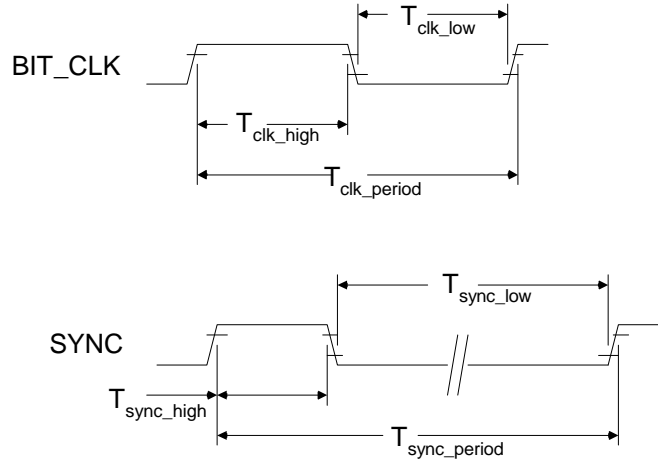 T clk_low
BIT_CLK
T clk_high
T clk_period
T sync_low
SYNC
T sync_high
T sync_period